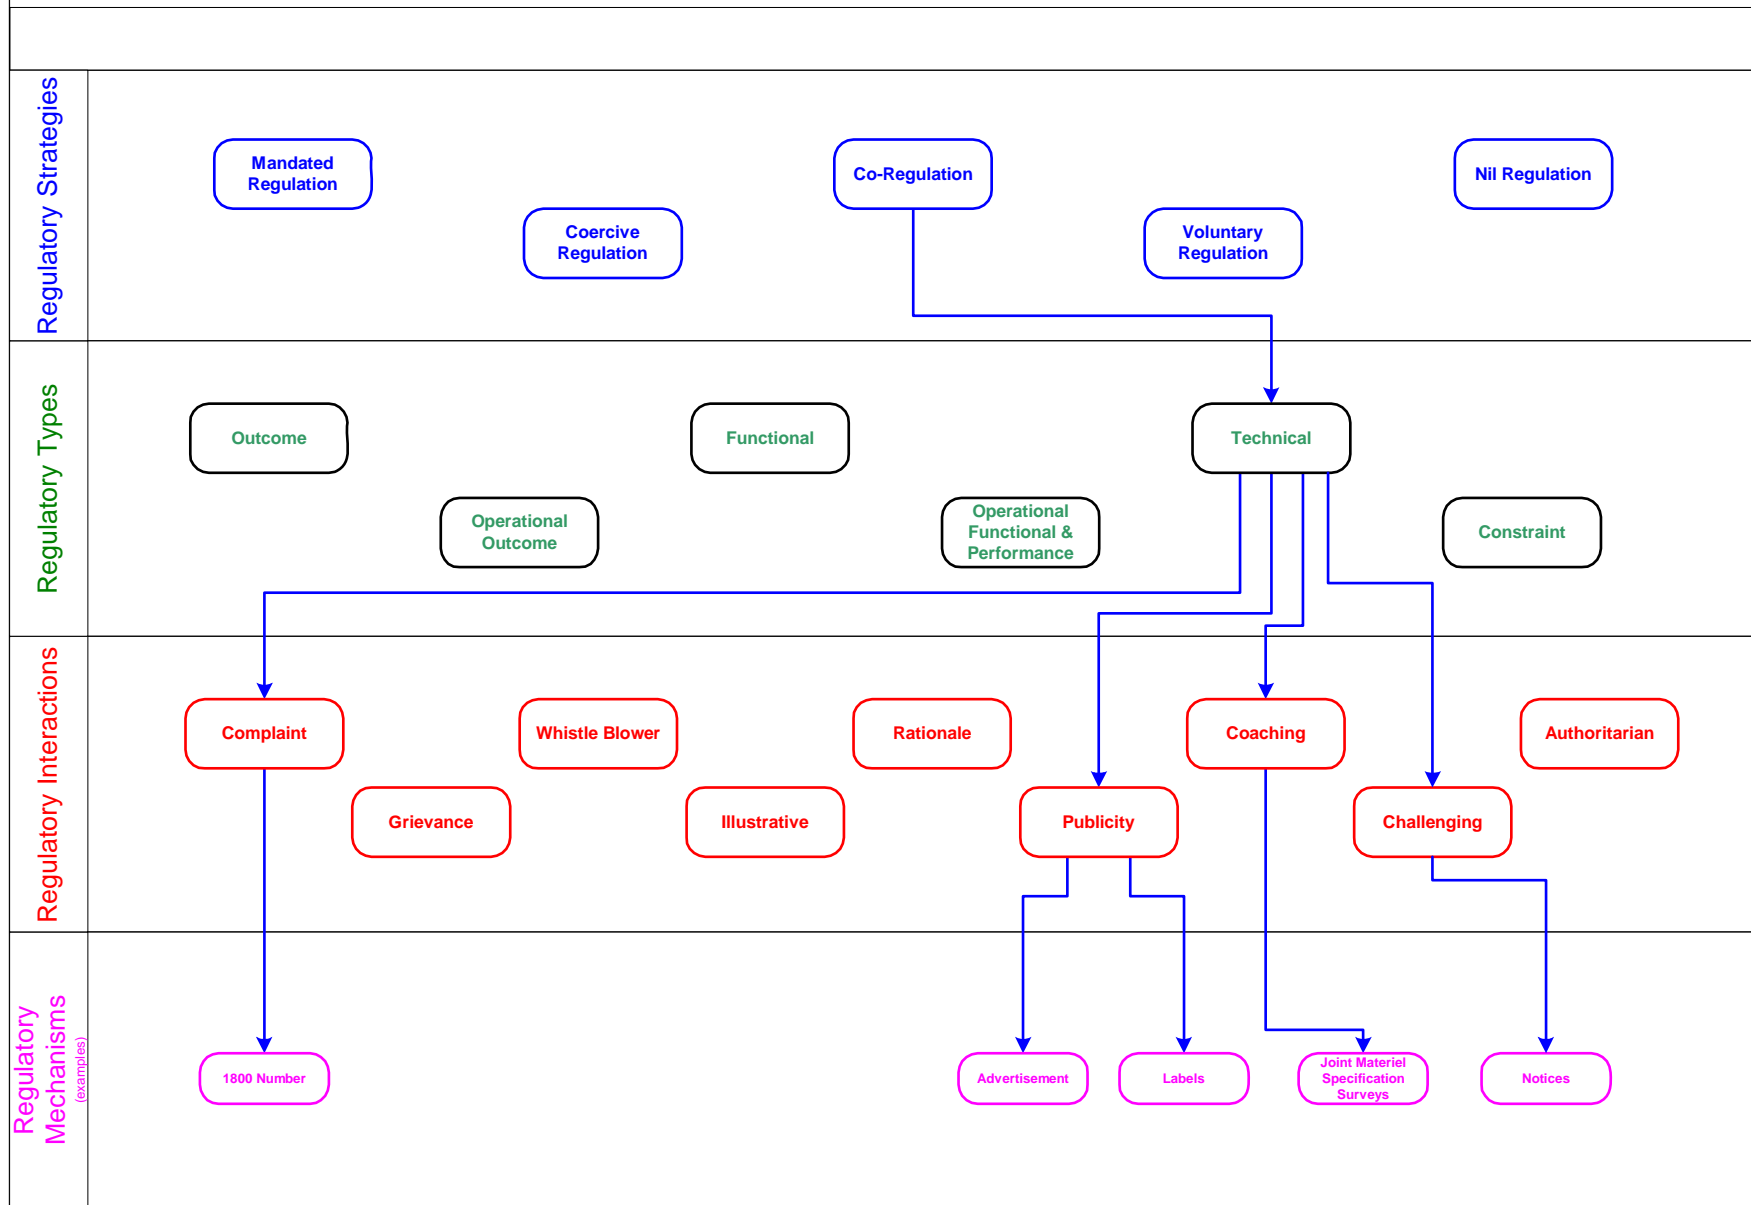 Regulatory Strategies
Mandated
Regulation
Co-Regulation
Nil Regulation
Coercive
Regulation
Voluntary
Regulation
Regulatory Types
Outcome
Functional
Technical
Operational
Outcome
Operational
Functional &
Performance
Constraint
Regulatory Interactions
Complaint
Whistle Blower
Rationale
Coaching
Authoritarian
Grievance
Illustrative
Publicity
Challenging
Regulatory
Mechanisms
(examples)
1800 Number
Advertisement
Labels
Joint Materiel
Specification
Surveys
Notices